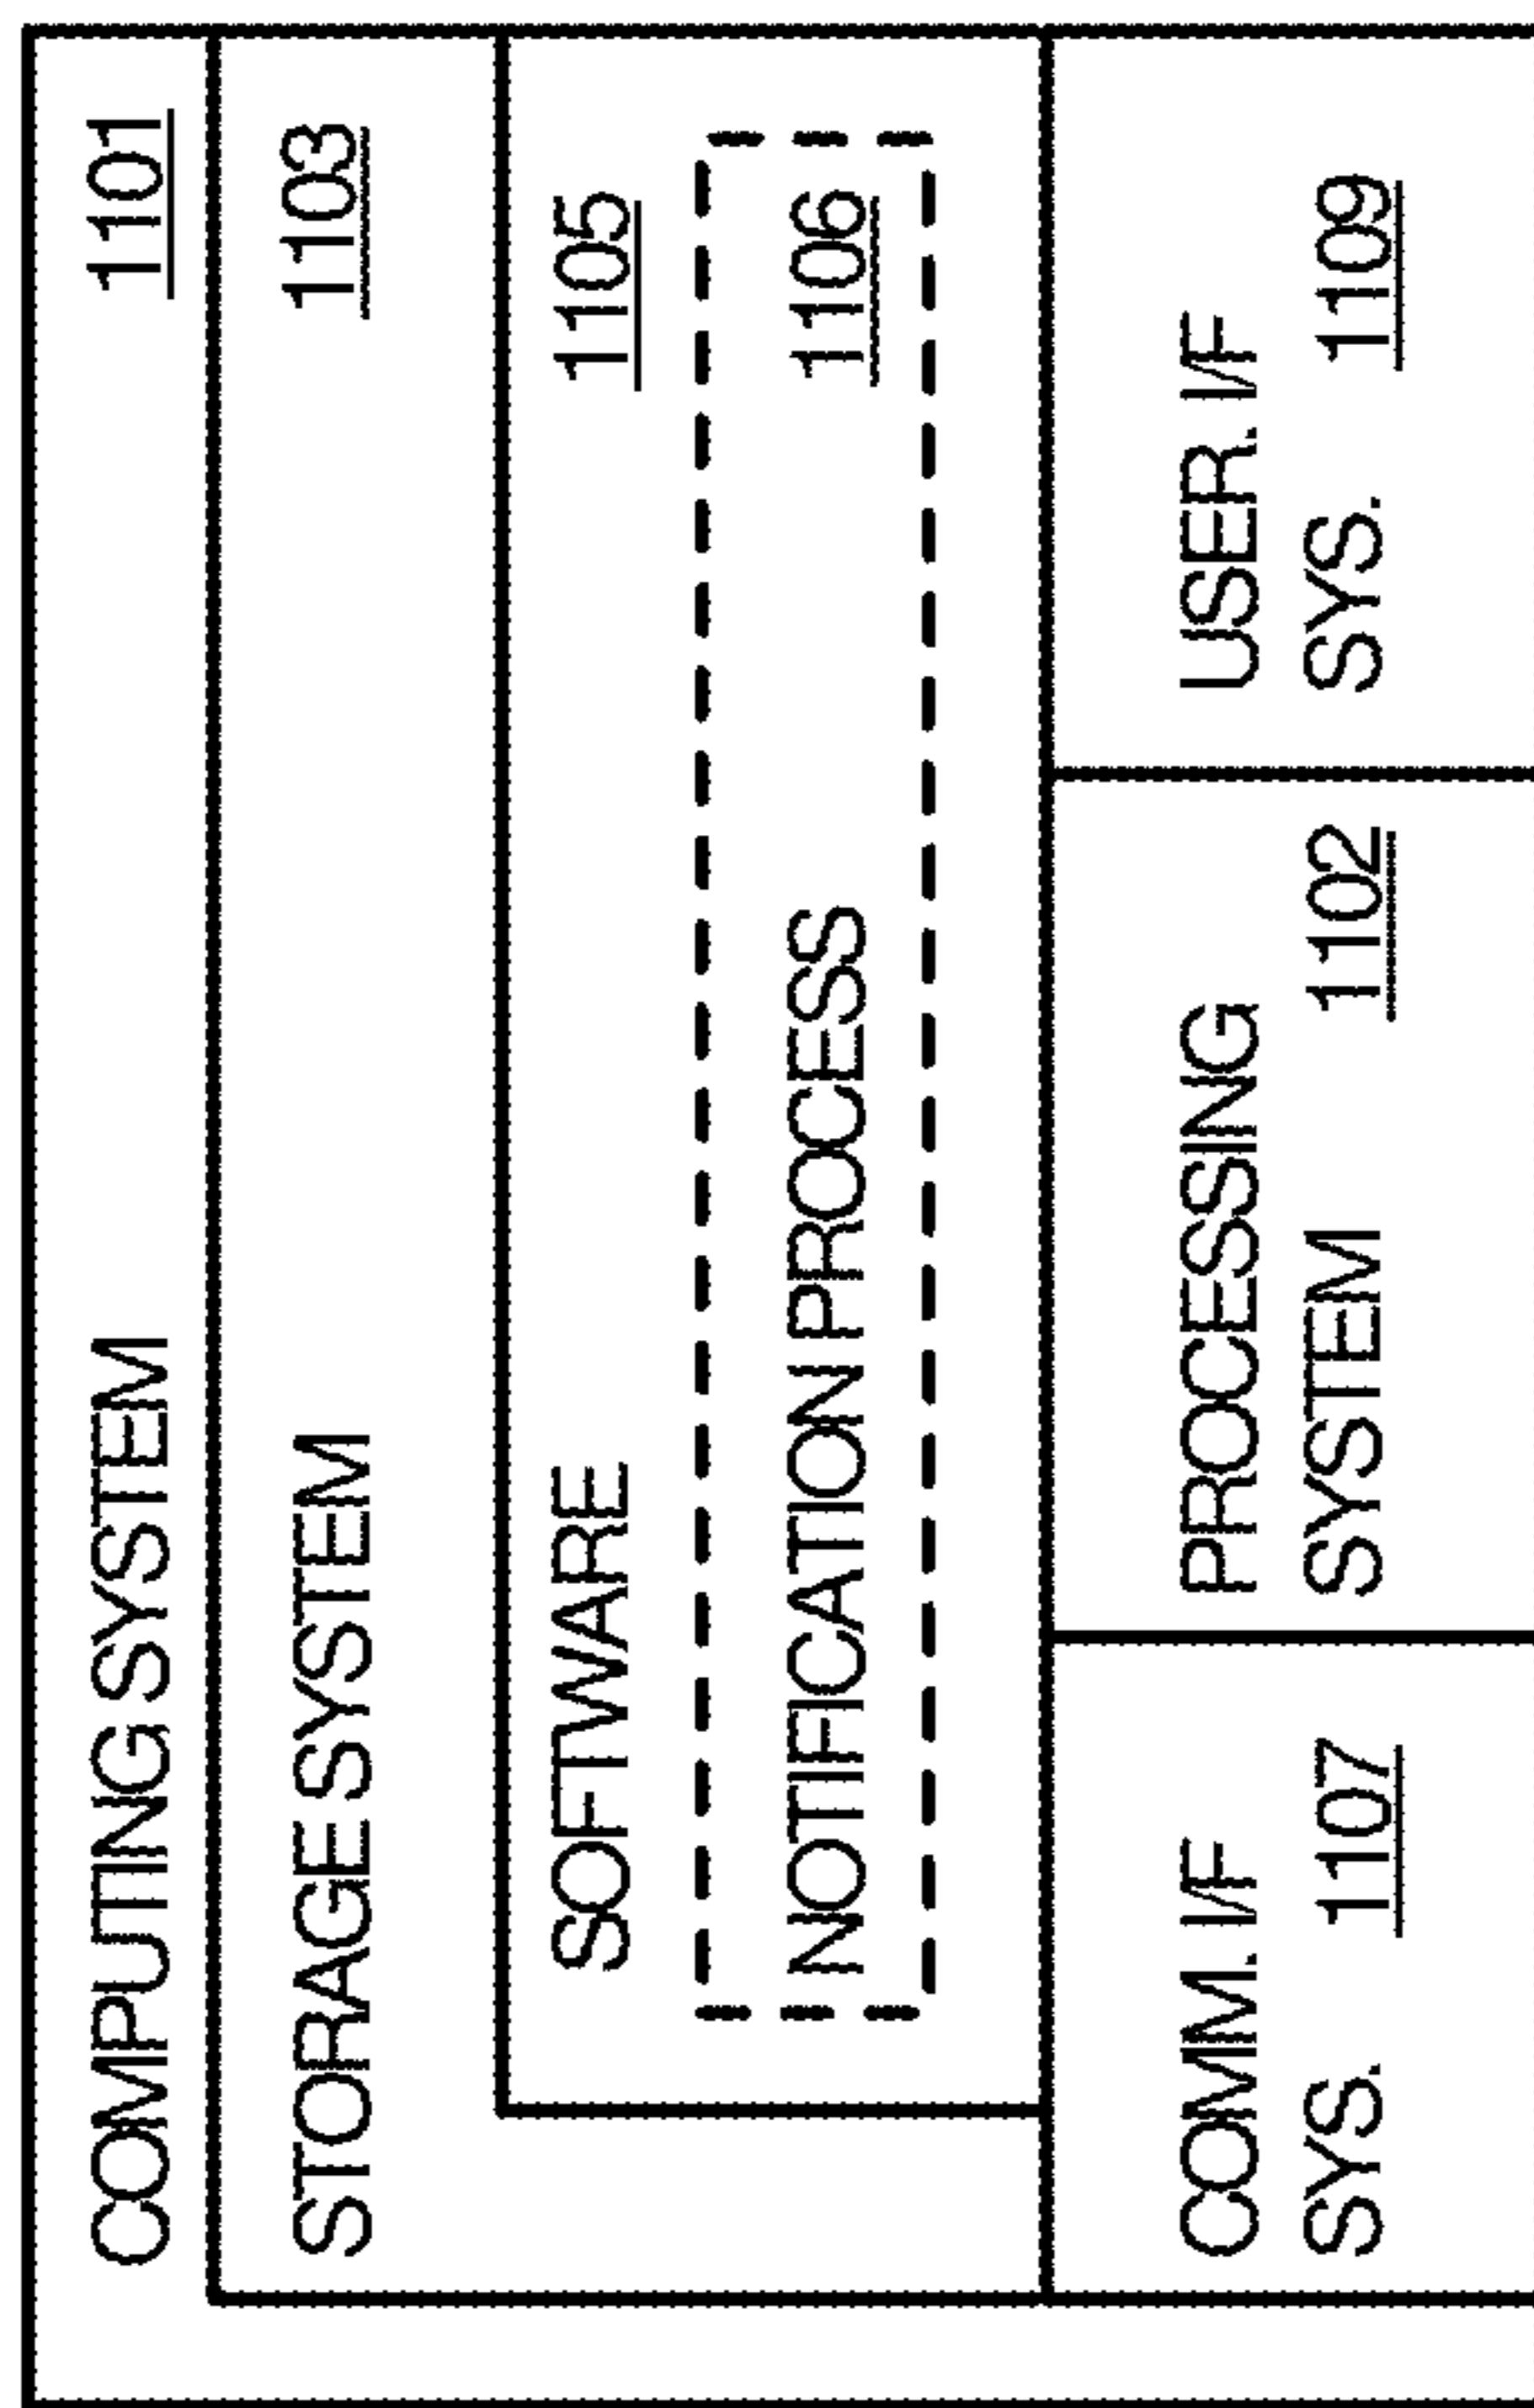 COMPUTING SYSTEM 1101
STORAGE SYSTEM 1103
SOFTWARE 1105
NOTIFICATION PROCESS 1106
COMM. I/F
SYS. 1107
PROCESSING
SYSTEM 1102
USER. I/F
SYS. 1109